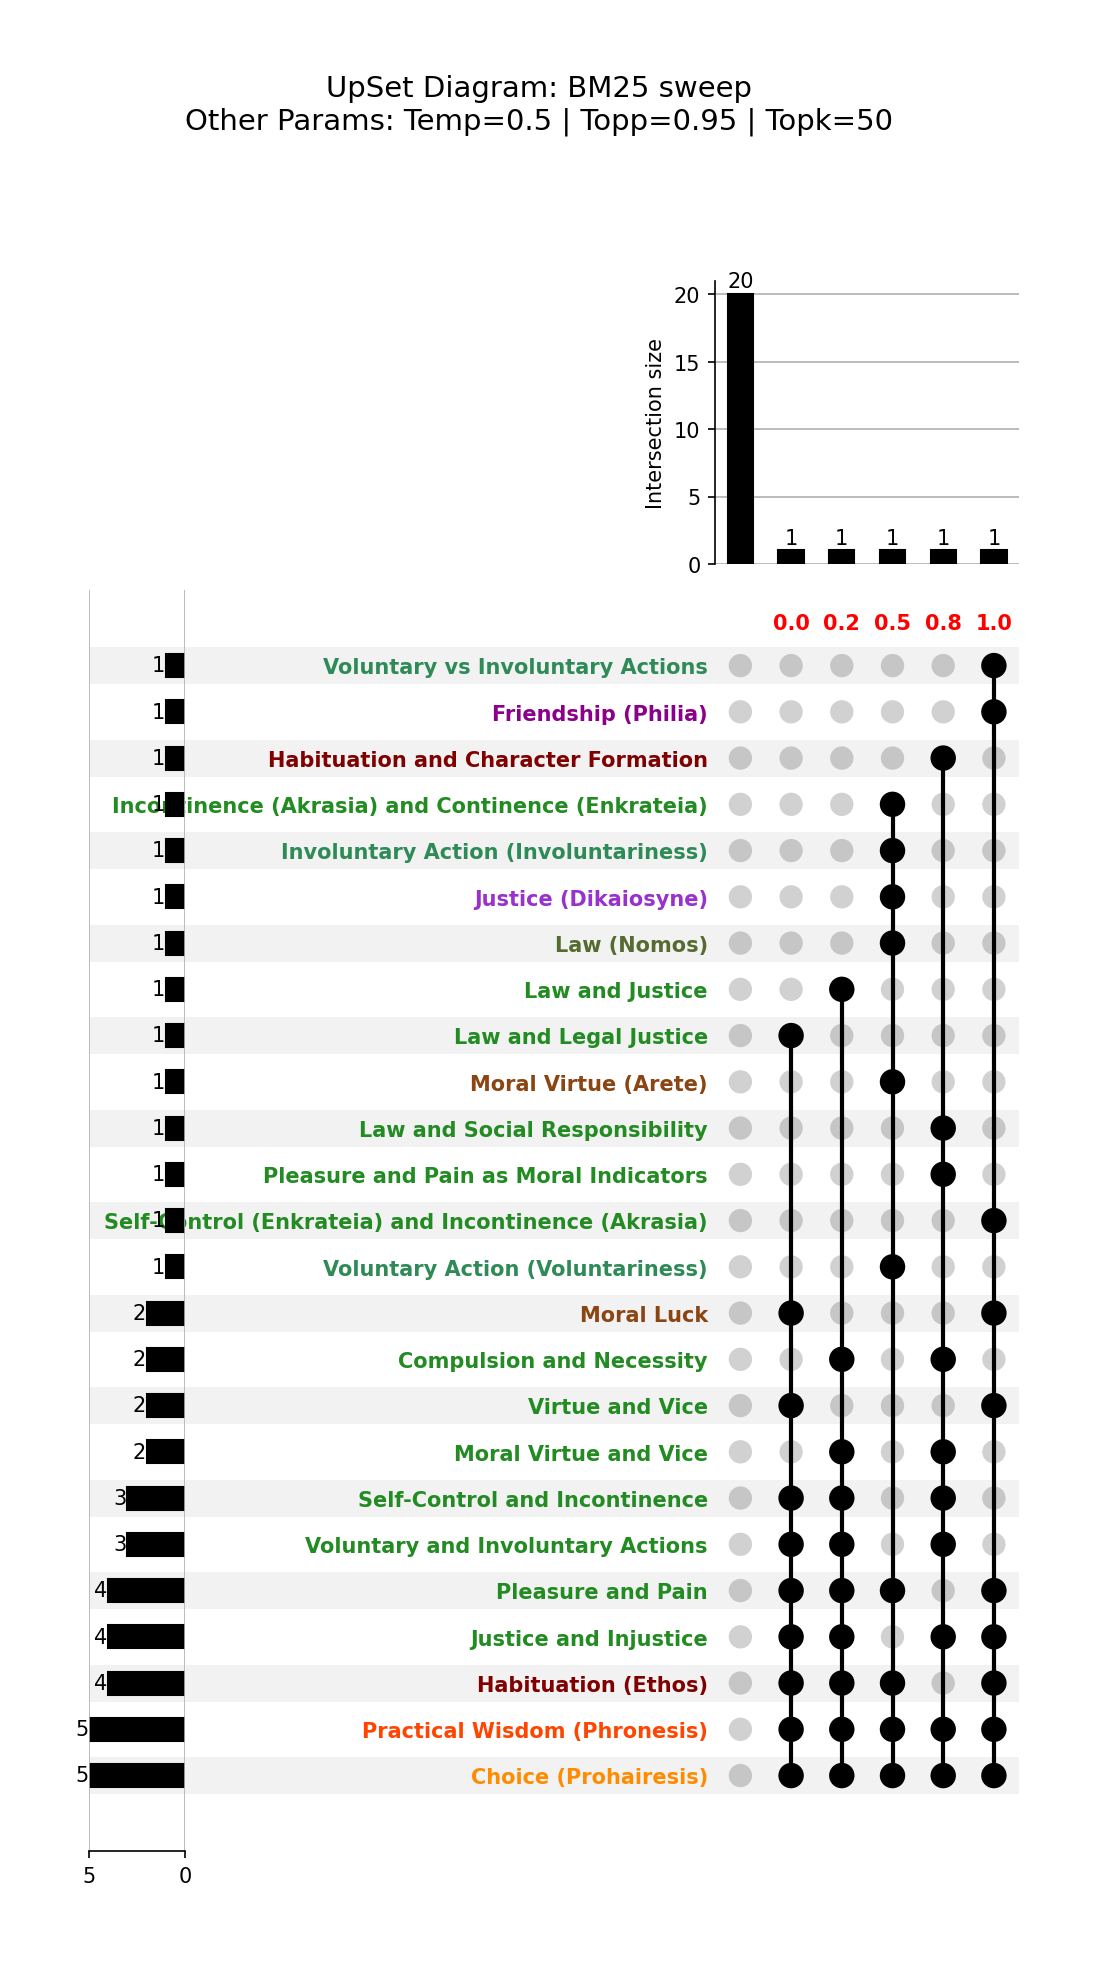 UpSet Diagram: BM25 sweep
Other Params: Temp=0.5 | Topp=0.95 | Topk=50
20
20
15
10
5
0
Intersection size
1 1 1 1 1
0.0 0.2 0.5 0.8 1.0
1 Voluntary vs Involuntary Actions
1 Friendship (Philia)
1 Habituation and Character Formation
1 Incontinence (Akrasia) and Continence (Enkrateia)
1 Involuntary Action (Involuntariness)
1 Justice (Dikaiosyne)
1 Law (Nomos)
1 Law and Justice
1 Law and Legal Justice
1 Moral Virtue (Arete)
1 Law and Social Responsibility
1 Pleasure and Pain as Moral Indicators
1 Self-Control (Enkrateia) and Incontinence (Akrasia)
1 Voluntary Action (Voluntariness)
2 Moral Luck
2 Compulsion and Necessity
2 Virtue and Vice
2 Moral Virtue and Vice
3 Self-Control and Incontinence
3 Voluntary and Involuntary Actions
4 Pleasure and Pain
4 Justice and Injustice
4 Habituation (Ethos)
5 Practical Wisdom (Phronesis)
5 Choice (Prohairesis)
5 0